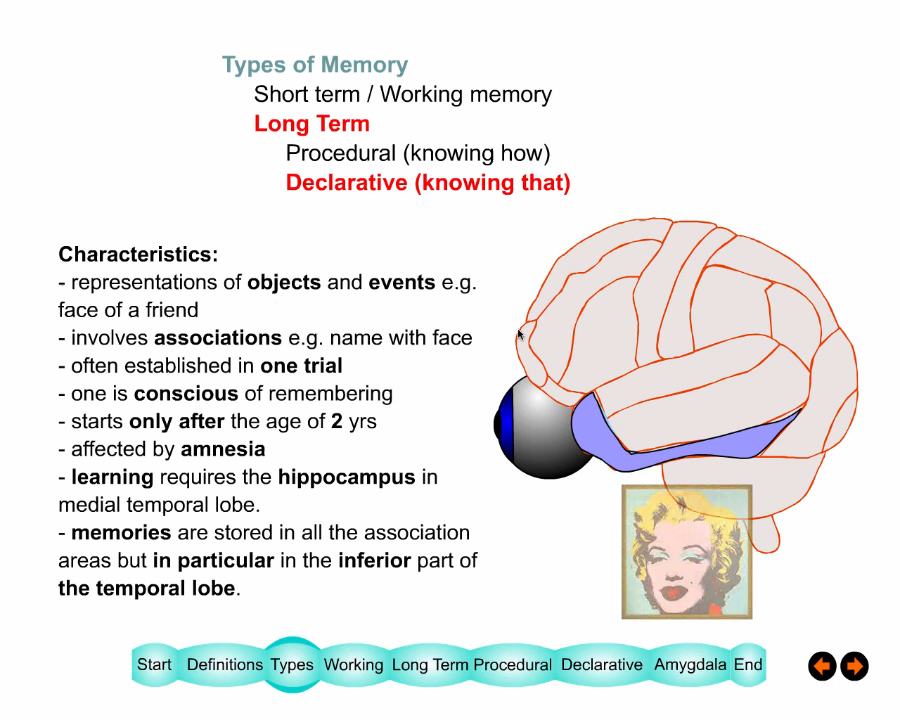 Types of Memory
Short term / Working memory
Long Term
Procedural (knowing how)
Declarative (knowing that)
Characteristics:
- representations of objects and events e.g.
face of a friend
- involves associations e.g. name with face
- often established in one trial
- one is conscious of remembering
- starts only after the age of 2 yrs
- affected by amnesia
- learning requires the hippocampus in
medial temporal lobe.
- memories are stored in all the association
areas but in particular in the inferior part of
the temporal lobe.
Start Definitions Types Working Long Term Procedural Declarative Amygdala End